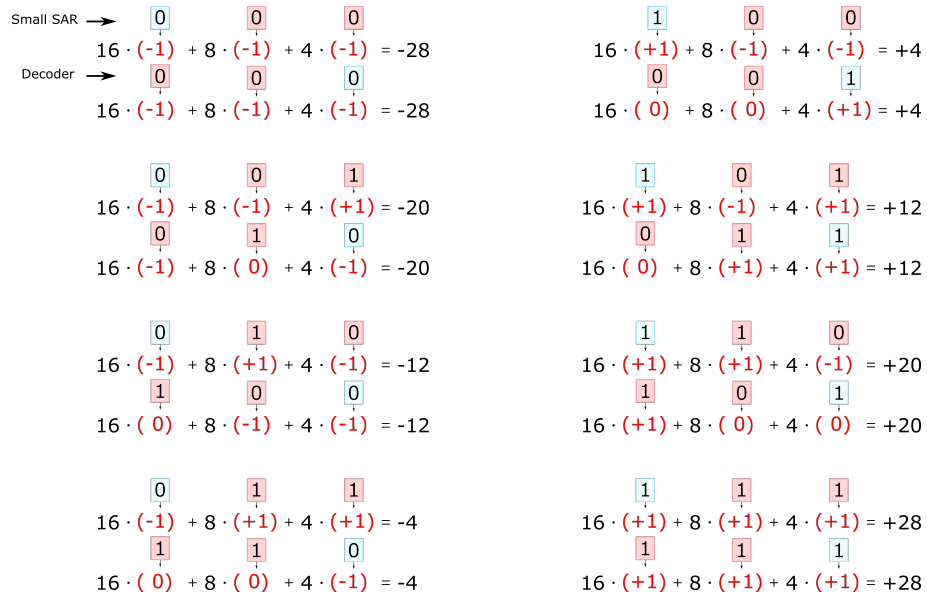 Small SAR 0 0 0
16 · (-1) + 8 · (-1) + 4 · (-1) = -28
Decoder 0 0 0
16 · (-1) + 8 · (-1) + 4 · (-1) = -28
0 0 1
16 · (-1) + 8 · (-1) + 4 · (+1) = -20
0 1 0
16 · (-1) + 8 · ( 0) + 4 · (-1) = -20
0 1 0
16 · (-1) + 8 · (+1) + 4 · (-1) = -12
1 0 0
16 · ( 0) + 8 · (-1) + 4 · (-1) = -12
0 1 1
16 · (-1) + 8 · (+1) + 4 · (+1) = -4
1 1 0
16 · ( 0) + 8 · ( 0) + 4 · (-1) = -4
1 0 0
16 · (+1) + 8 · (-1) + 4 · (-1) = +4
0 0 1
16 · ( 0) + 8 · ( 0) + 4 · (+1) = +4
1 0 1
16 · (+1) + 8 · (-1) + 4 · (+1) = +12
0 1 1
16 · ( 0) + 8 · (+1) + 4 · (+1) = +12
1 1 0
16 · (+1) + 8 · (+1) + 4 · (-1) = +20
1 0 1
16 · (+1) + 8 · ( 0) + 4 · ( 0) = +20
1 1 1
16 · (+1) + 8 · (+1) + 4 · (+1) = +28
1 1 1
16 · (+1) + 8 · (+1) + 4 · (+1) = +28